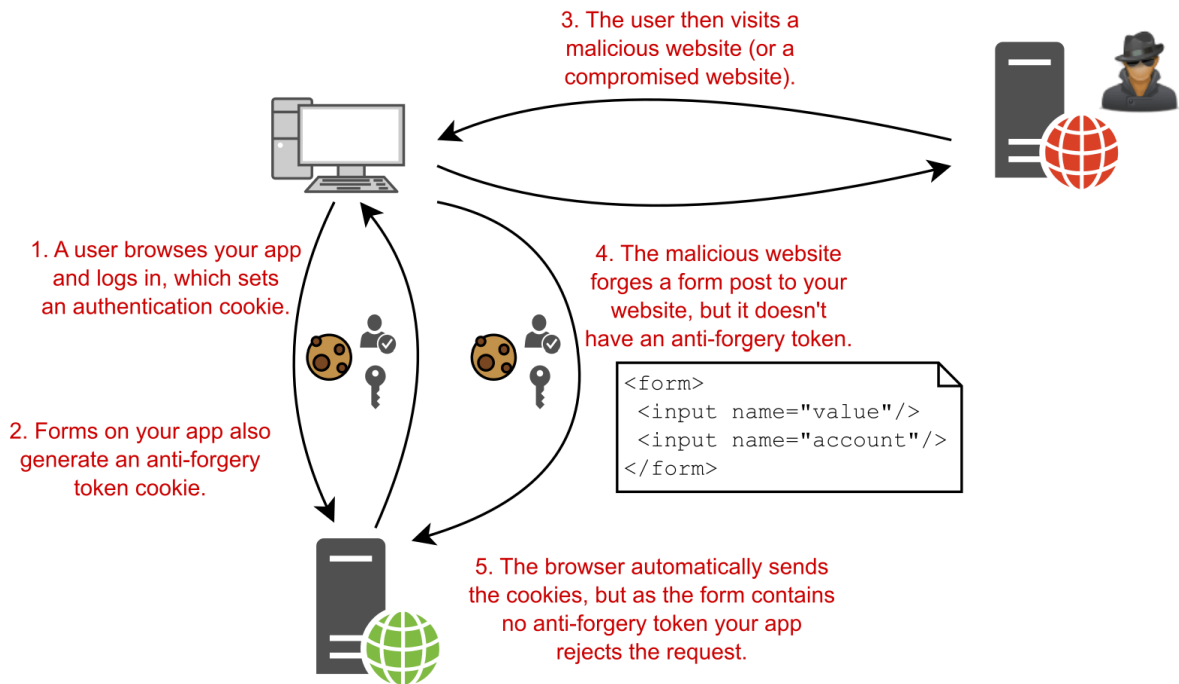 3. The user then visits a
malicious website (or a
compromised website).
1. A user browses your app
and logs in, which sets
an authentication cookie.
4. The malicious website
forges a form post to your
website, but it doesn't
have an anti-forgery token.
<form>
<input name="value"/>
<input name="account"/>
</form>
2. Forms on your app also
generate an anti-forgery
token cookie.
5. The browser automatically sends
the cookies, but as the form contains
no anti-forgery token your app
rejects the request.